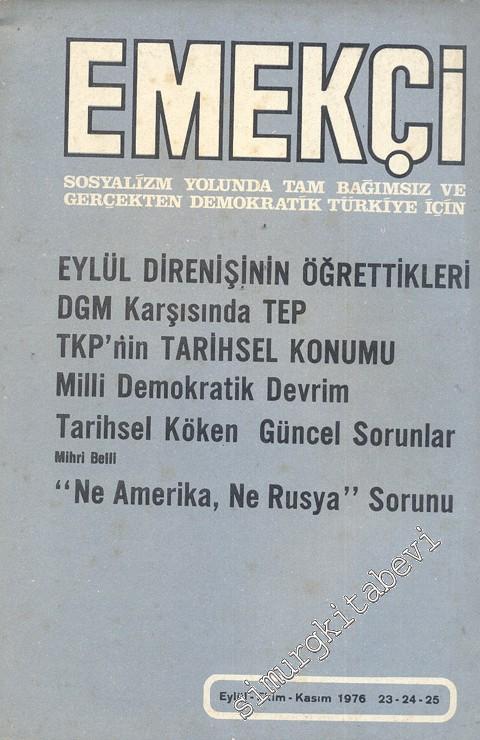 EMEKÇİ
SOSYALİZM YOLUNDA TAM BAĞIMSIZ VE
GERÇEKTEN DEMOKRATİK TÜRKİYE İÇİN
EYLÜL DİRENİŞİNİN ÖĞRETTİKLERİ
DGM Karşısında TEP
TKP'nin TARİHSEL KONUMU
Milli Demokratik Devrim
Tarihsel Köken Güncel Sorunlar
Mihri Belli
"Ne Amerika, Ne Rusya" Sorunu
Eylül - Ekim - Kasım 1976 23-24-25
simurgkitabevi